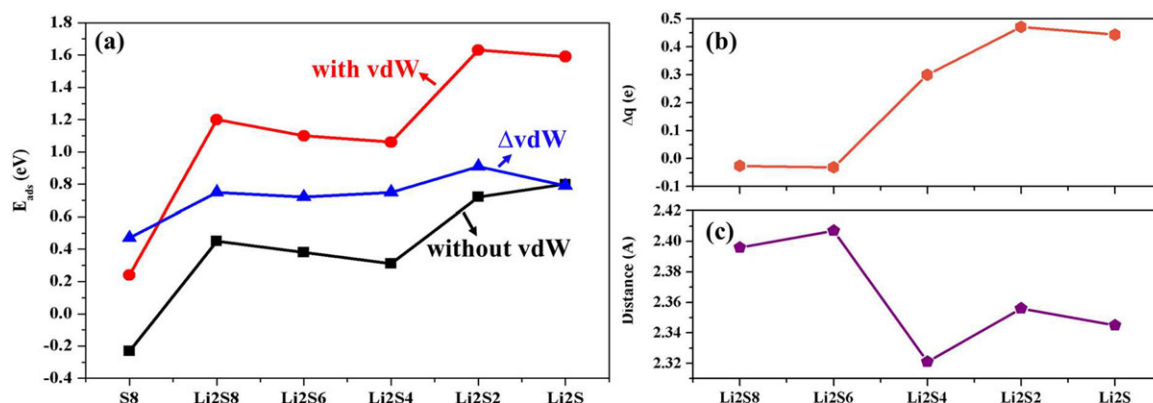 (a)
1.8
1.6
1.4
1.2
1.0
0.8
0.6
0.4
0.2
0.0
-0.2
-0.4
E_ads (eV)
with vdW
ΔvdW
without vdW
S8 Li2S8 Li2S6 Li2S4 Li2S2 Li2S
(b)
0.5
0.4
0.3
0.2
0.1
0.0
-0.1
Δq (e)
(c)
2.42
2.40
2.38
2.36
2.34
2.32
Distance (A)
Li2S8 Li2S6 Li2S4 Li2S2 Li2S